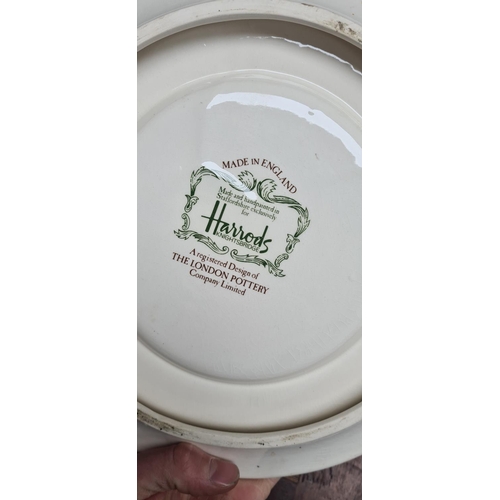 MADE IN ENGLAND
Made and handpainted in
Staffordshire exclusively
for
Harrods
KNIGHTSBRIDGE
A registered Design of
THE LONDON POTTERY
Company Limited